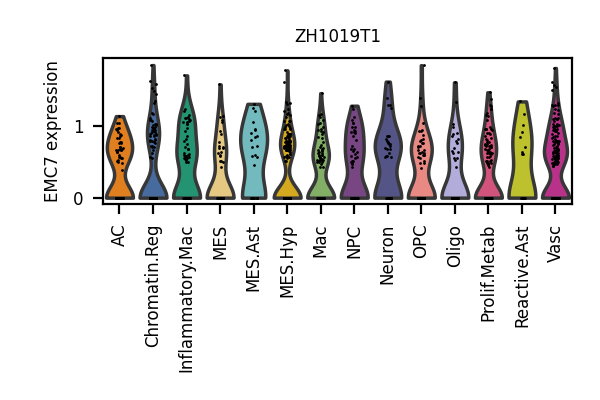 ZH1019T1
EMC7 expression
1
0
AC
Chromatin.Reg
Inflammatory.Mac
MES
MES.Ast
MES.Hyp
Mac
NPC
Neuron
OPC
Oligo
Prolif.Metab
Reactive.Ast
Vasc